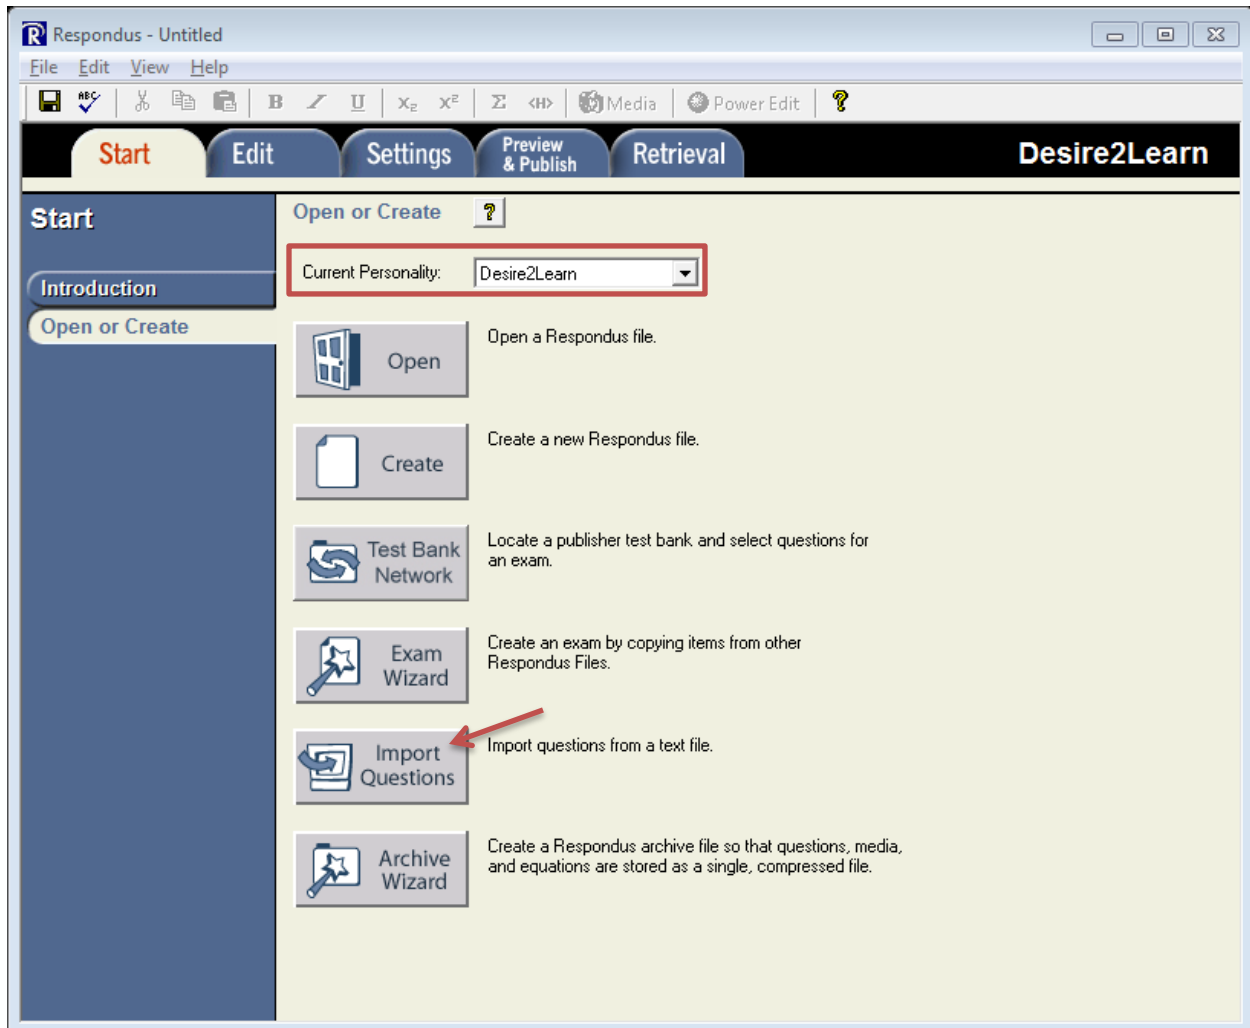 Respondus - Untitled
File Edit View Help
ABC B I U X₂ X² Σ <H> Media Power Edit ?
Start Edit Settings Preview & Publish Retrieval Desire2Learn
Start
Introduction
Open or Create
Open or Create ?
Current Personality: Desire2Learn
Open
Open a Respondus file.
Create
Create a new Respondus file.
Test Bank
Network
Locate a publisher test bank and select questions for
an exam.
Exam
Wizard
Create an exam by copying items from other
Respondus Files.
Import
Questions
Import questions from a text file.
Archive
Wizard
Create a Respondus archive file so that questions, media,
and equations are stored as a single, compressed file.